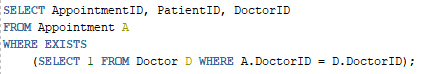 SELECT AppointmentID, PatientID, DoctorID
FROM Appointment A
WHERE EXISTS
(SELECT 1 FROM Doctor D WHERE A.DoctorID = D.DoctorID);